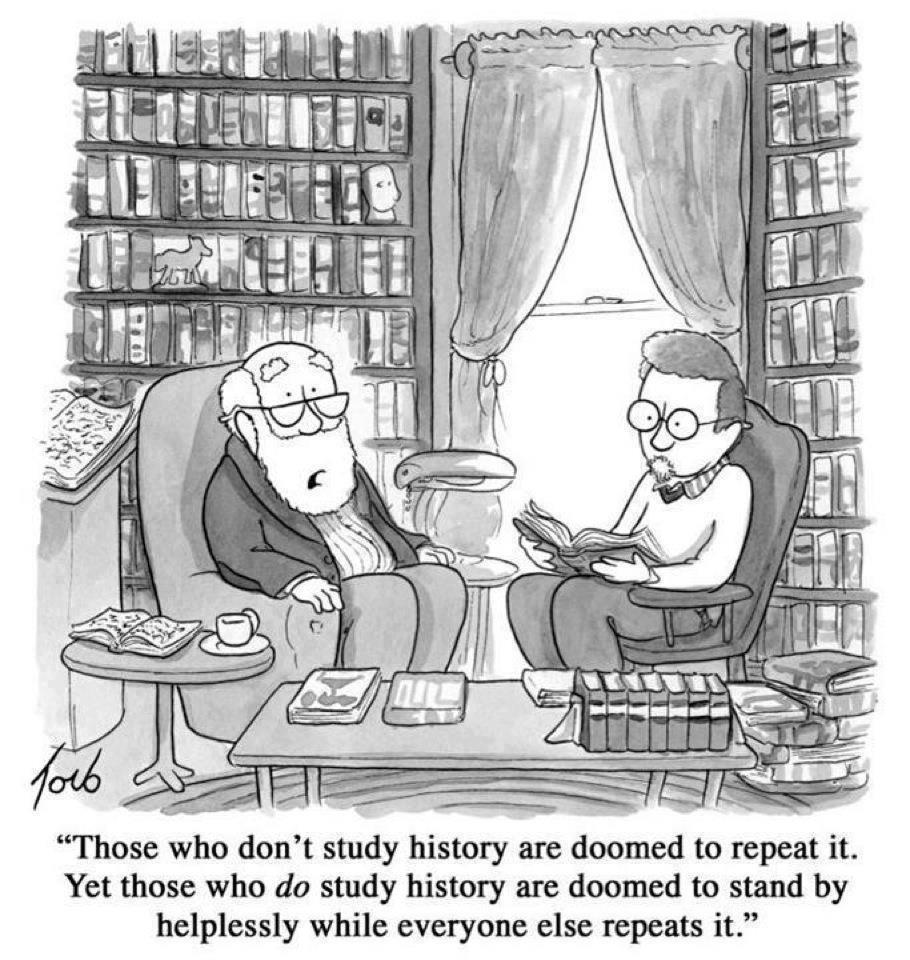 Toro
“Those who don’t study history are doomed to repeat it.
Yet those who do study history are doomed to stand by
helplessly while everyone else repeats it.”